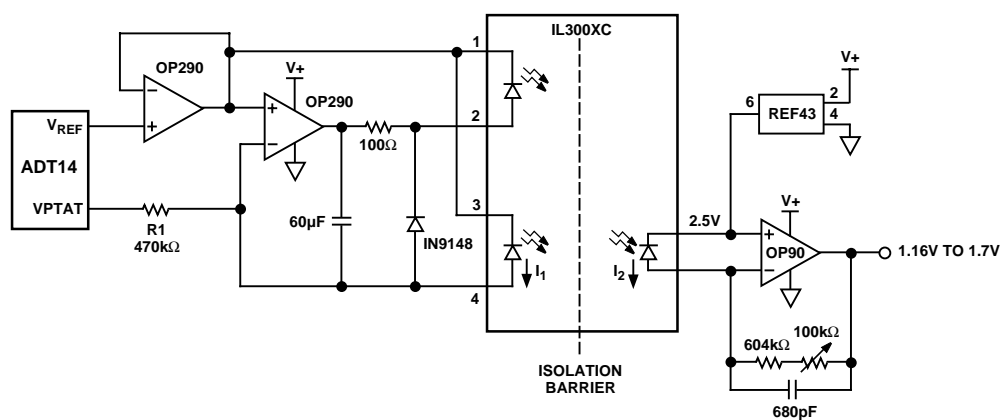 IL300XC
OP290
V+
OP290
VREF
ADT14
VPTAT
R1
470kΩ
100Ω
60µF
IN9148
1
2
3
4
I1
I2
ISOLATION
BARRIER
2.5V
6
REF43
2
4
V+
V+
OP90
1.16V TO 1.7V
604kΩ
100kΩ
680pF
+
−
+
−
+
−